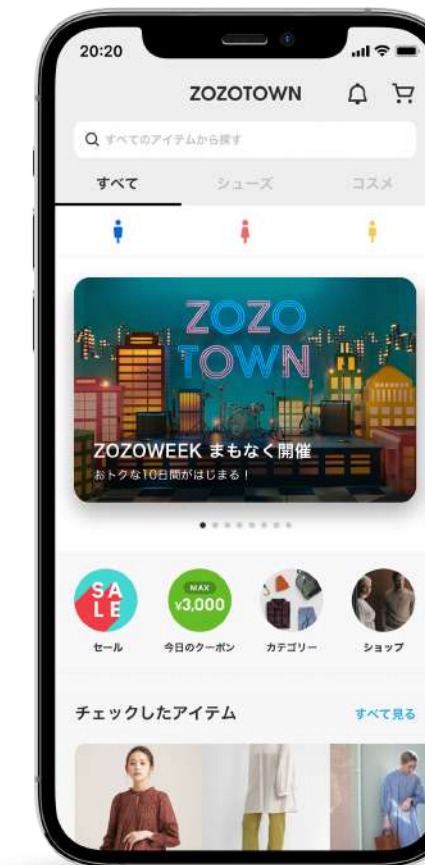 20:20
ZOZOTOWN
すべてのアイテムから探す
すべて
シューズ
コスメ
ZOZO
TOWN
ZOZOWEEK まもなく開催
おトクな10日間がはじまる！
SA
LE
MAX
¥3,000
セール
今日のクーポン
カテゴリー
ショップ
チェックしたアイテム
すべて見る